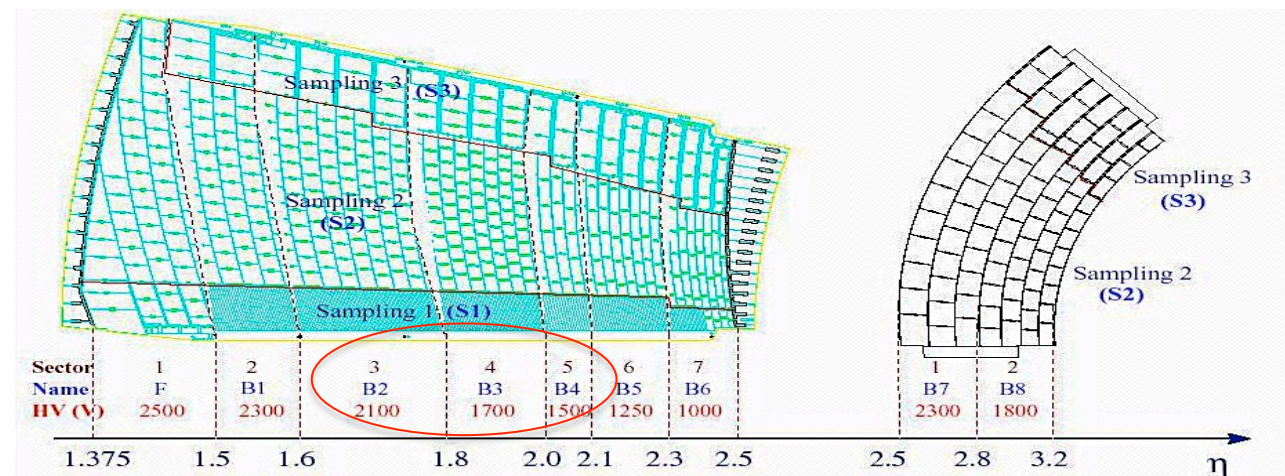 Sampling 3
(S3)
Sampling 2
(S2)
Sampling 1 (S1)
Sampling 3
(S3)
Sampling 2
(S2)
Sector 1 2 3 4 5 6 7 1 2
Name F B1 B2 B3 B4 B5 B6 B7 B8
HV (V) 2500 2300 2100 1700 1500 1250 1000 2300 1800
1.375 1.5 1.6 1.8 2.0 2.1 2.3 2.5 2.5 2.8 3.2 η